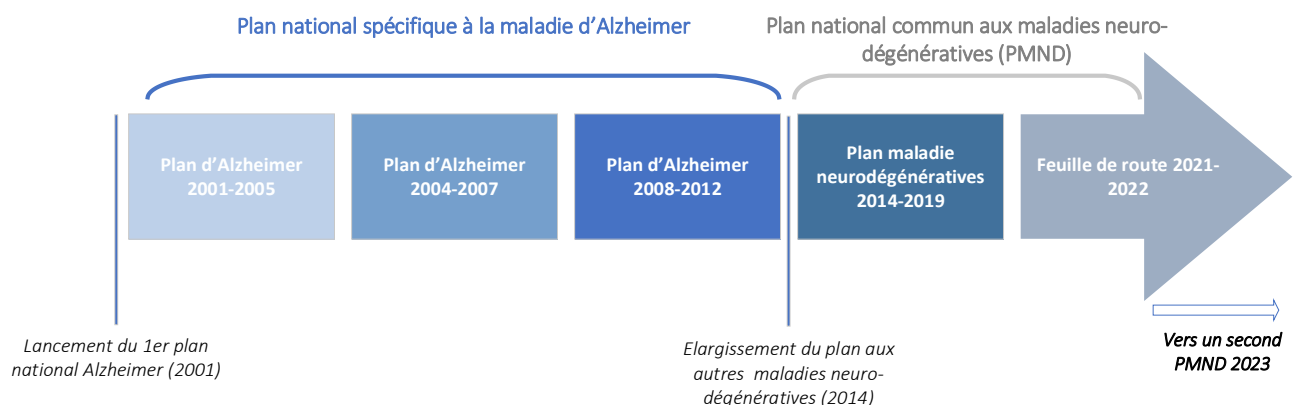 Plan national spécifique à la maladie d'Alzheimer
Plan national commun aux maladies neuro-
dégénératives (PMND)
Plan d'Alzheimer
2001-2005
Plan d'Alzheimer
2004-2007
Plan d'Alzheimer
2008-2012
Plan maladie
neurodégénératives
2014-2019
Feuille de route 2021-
2022
Lancement du 1er plan
national Alzheimer (2001)
Elargissement du plan aux
autres maladies neuro-
dégénératives (2014)
Vers un second
PMND 2023